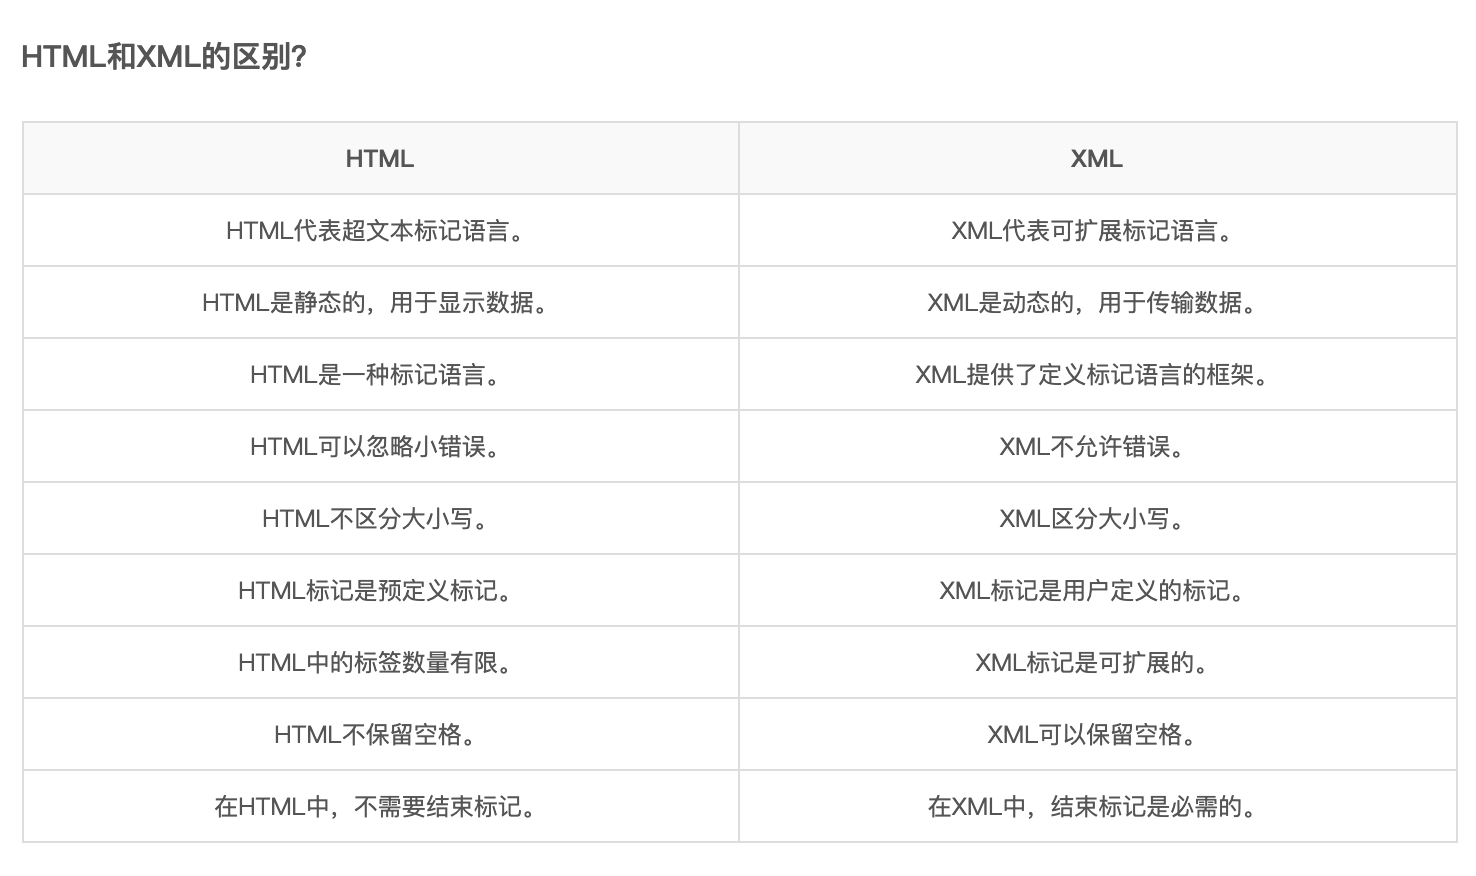 HTML和XML的区别?
HTML XML
HTML代表超文本标记语言。 XML代表可扩展标记语言。
HTML是静态的，用于显示数据。 XML是动态的，用于传输数据。
HTML是一种标记语言。 XML提供了定义标记语言的框架。
HTML可以忽略小错误。 XML不允许错误。
HTML不区分大小写。 XML区分大小写。
HTML标记是预定义标记。 XML标记是用户定义的标记。
HTML中的标签数量有限。 XML标记是可扩展的。
HTML不保留空格。 XML可以保留空格。
在HTML中，不需要结束标记。 在XML中，结束标记是必需的。